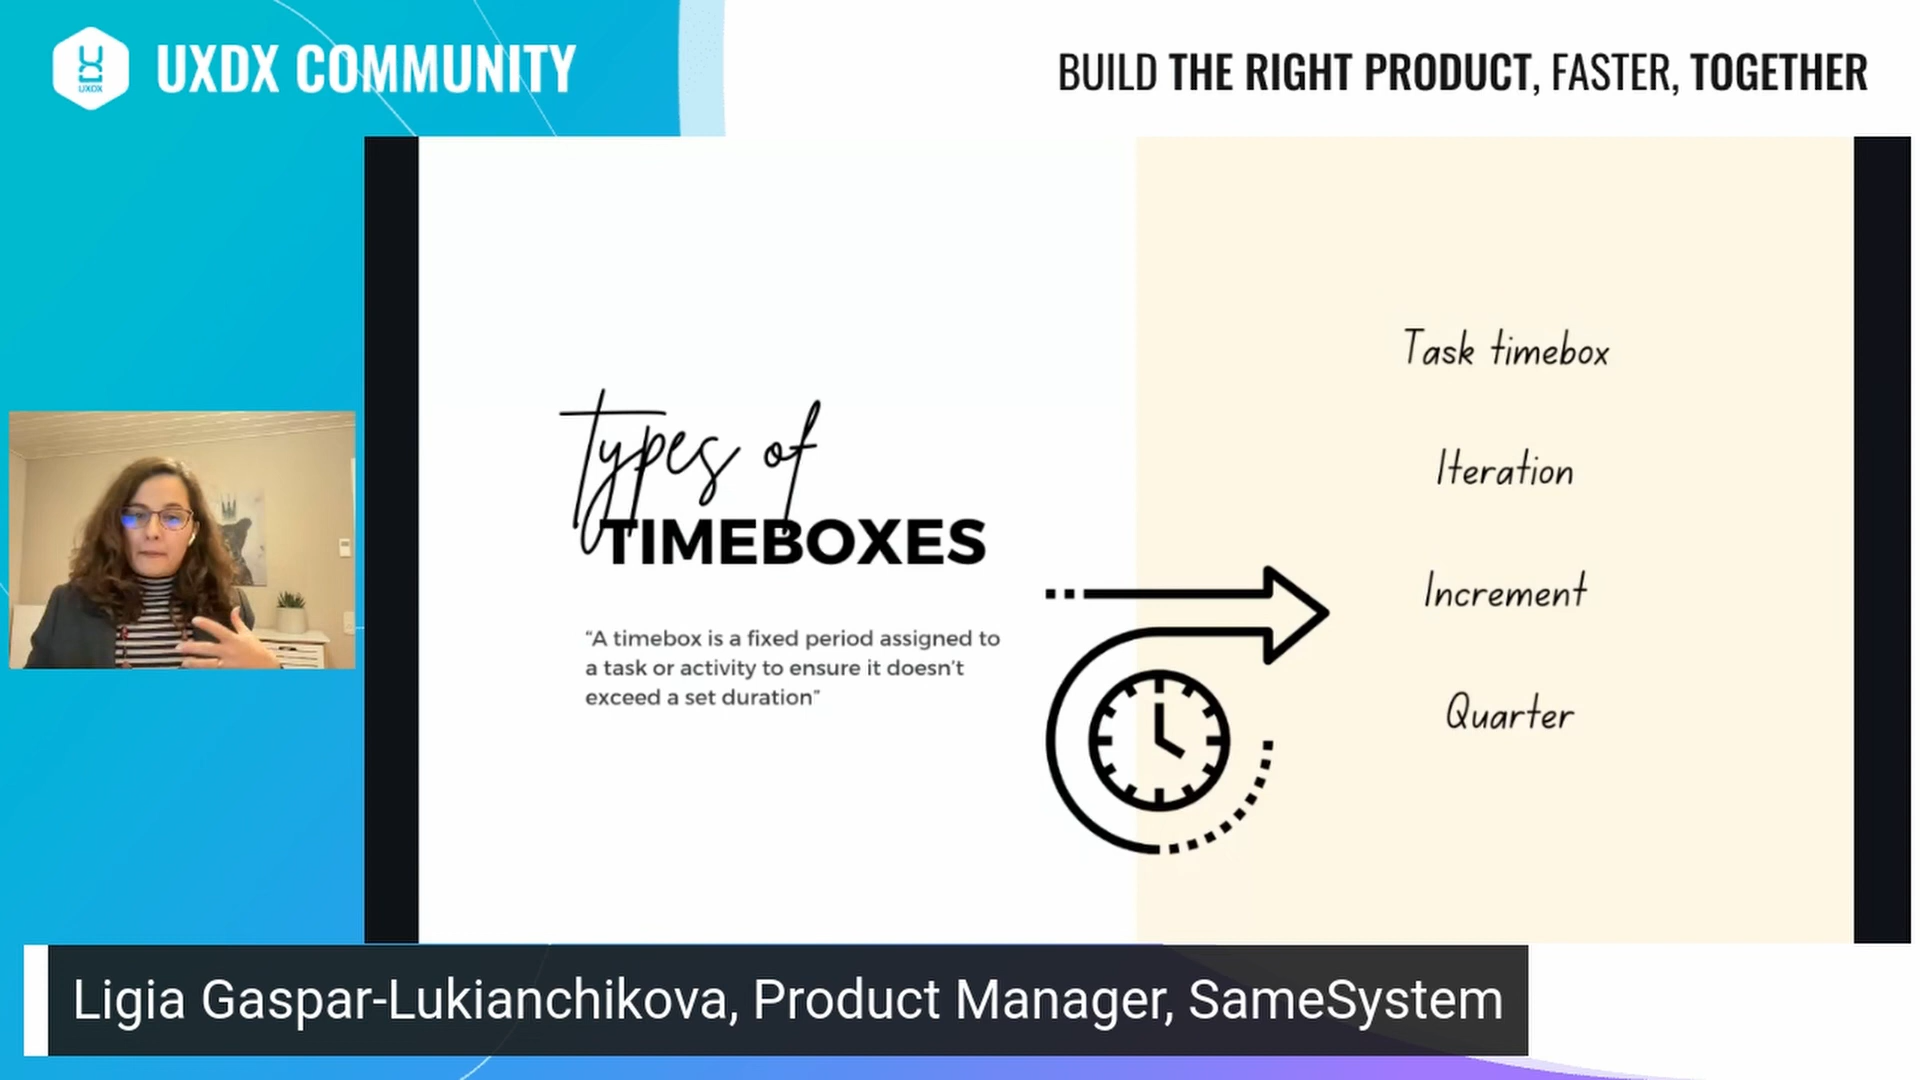 UXDX
UXDX COMMUNITY
BUILD THE RIGHT PRODUCT, FASTER, TOGETHER
Types of
TIMEBOXES
“A timebox is a fixed period assigned to
a task or activity to ensure it doesn’t
exceed a set duration”
Task timebox
Iteration
Increment
Quarter
Ligia Gaspar-Lukianchikova, Product Manager, SameSystem